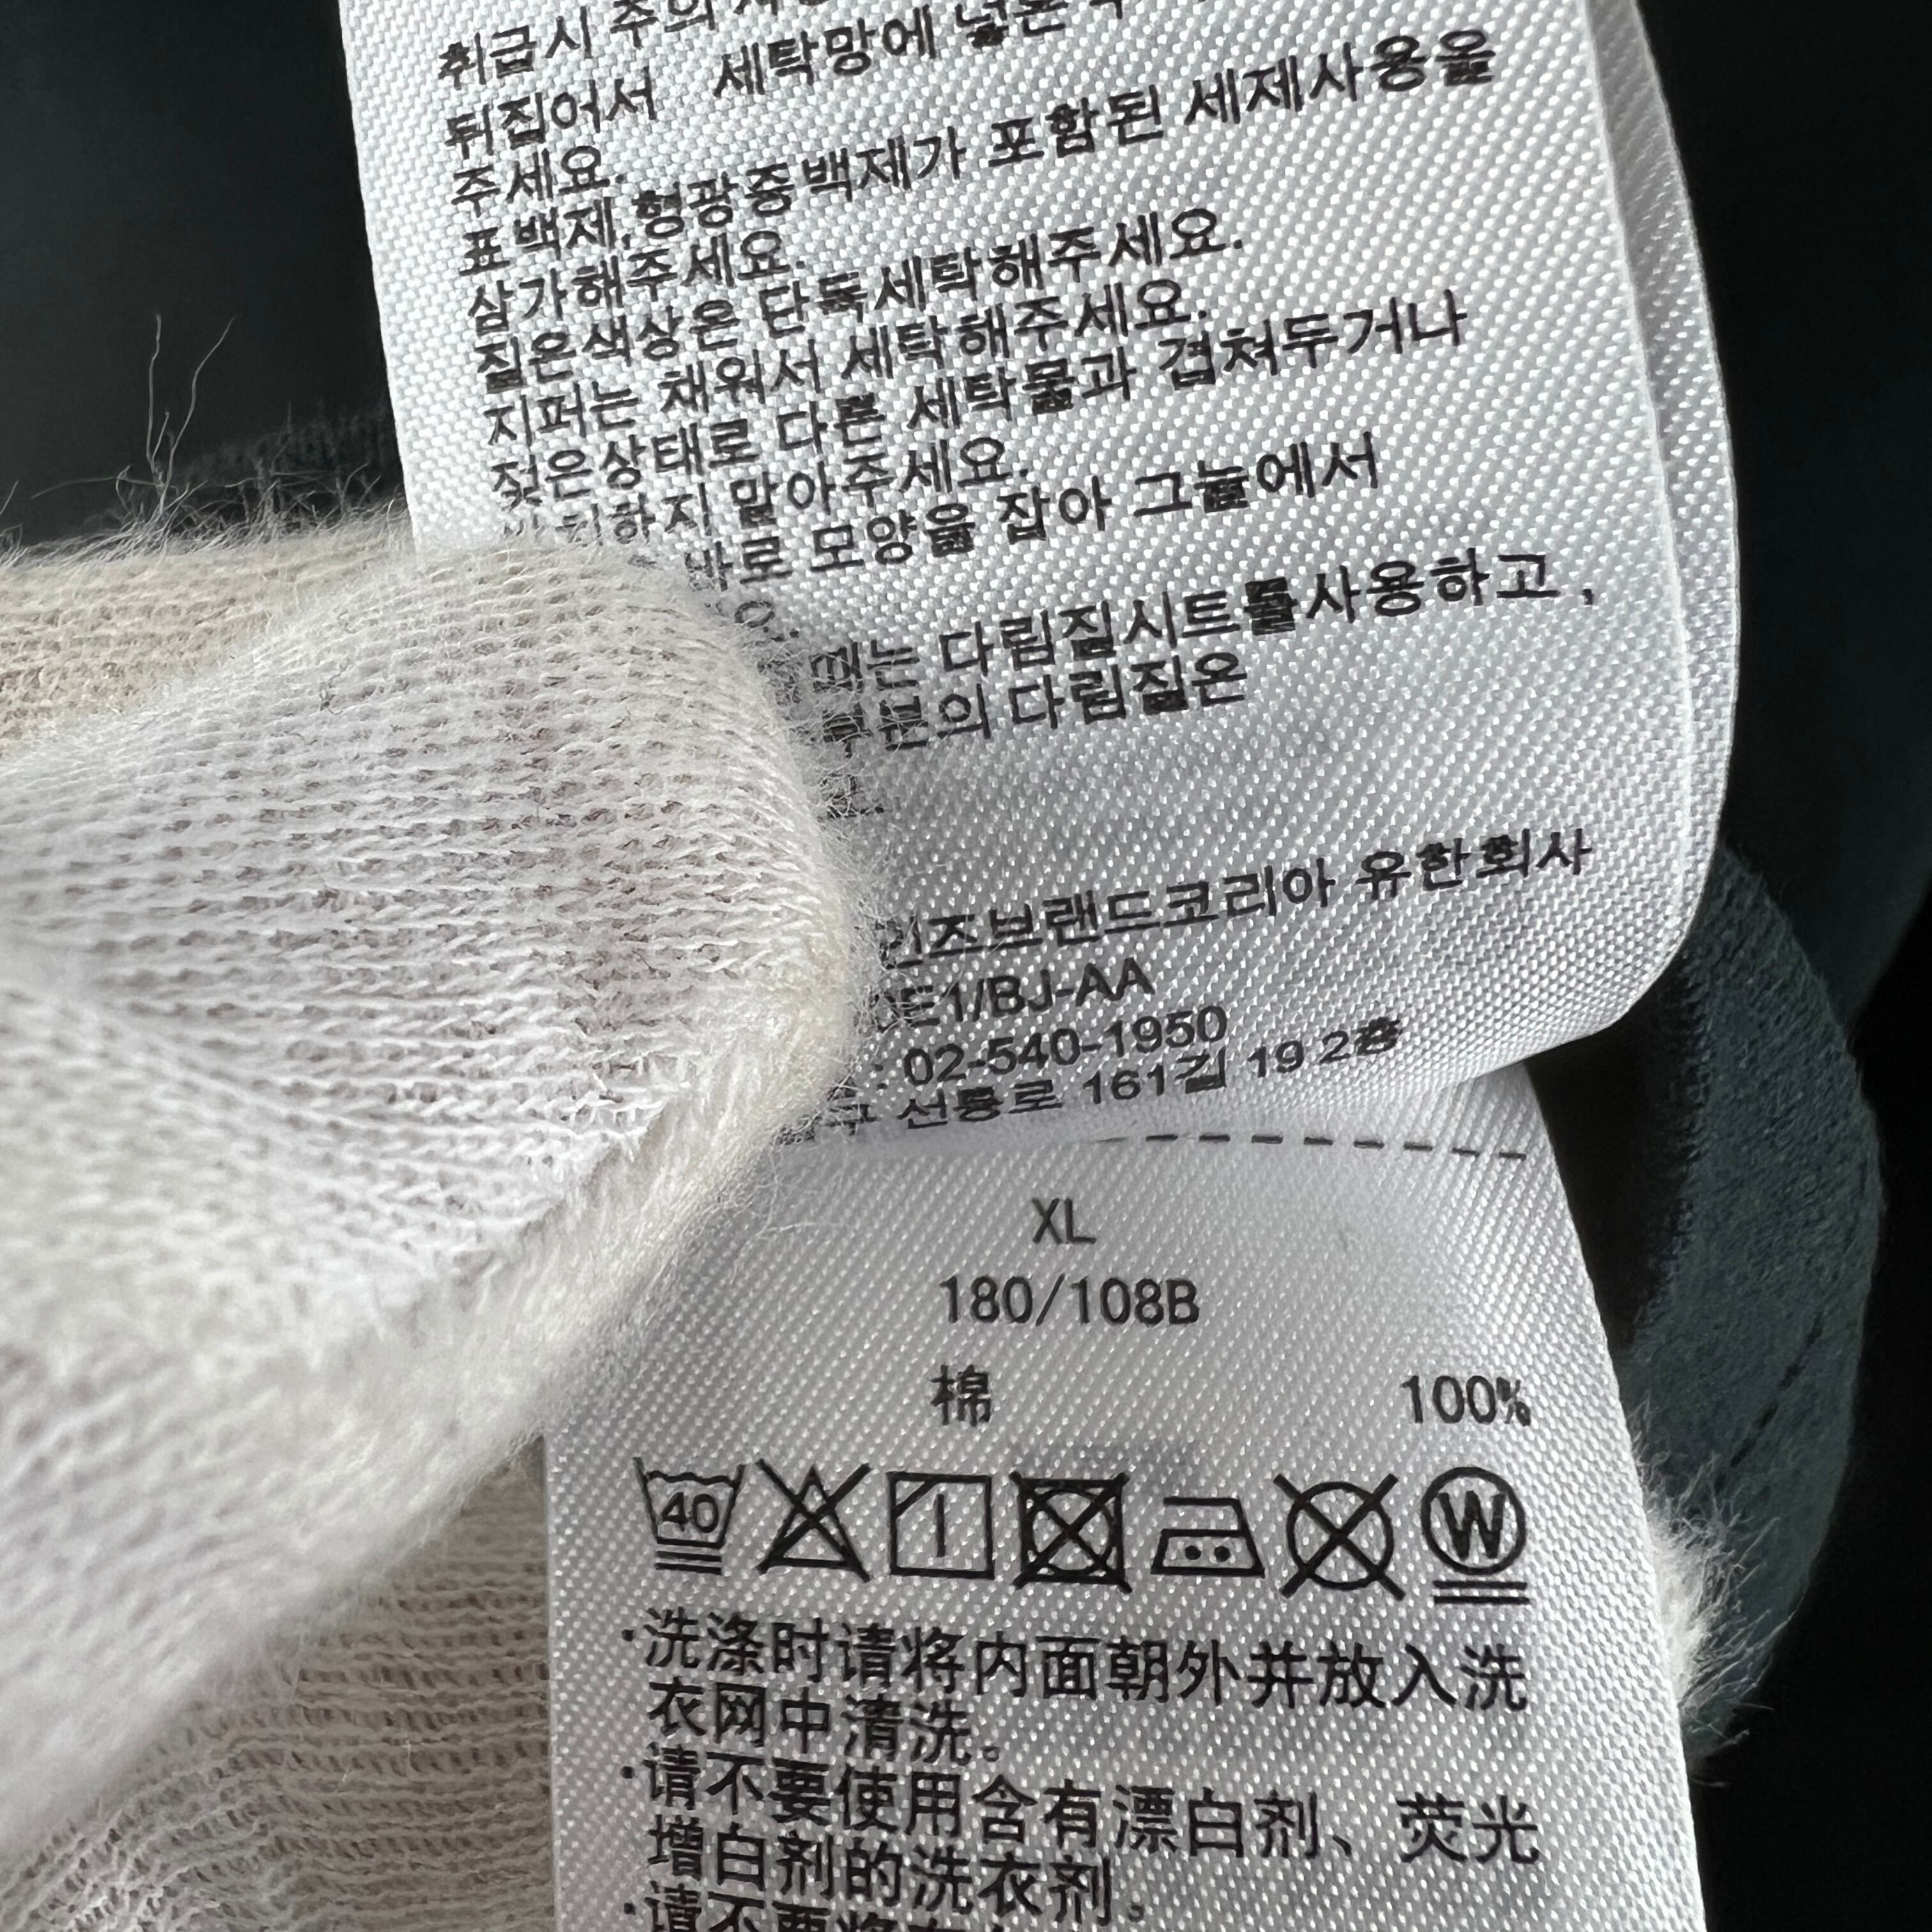 취급시 주의
뒤집어서 세탁망에 넣은
주세요.
표백제,형광증백제가 포함된 세제사용을
삼가해주세요.
짙은색상은 단독세탁해주세요.
지퍼는 채워서 세탁해주세요.
젖은상태로 다른 세탁물과 겹쳐두거나
말아주세요.
바로 모양을 잡아 그늘에서
때는 다림질시트를사용하고,
부분의 다림질은
인즈브랜드코리아 유한회사
E1/BJ-AA
: 02-540-1950
구 선릉로 161길 19 2층
XL
180/108B
棉 100%
40 W
·洗涤时请将内面朝外并放入洗
衣网中清洗。
·请不要使用含有漂白剂、荧光
增白剂的洗衣剂。
·请不要将